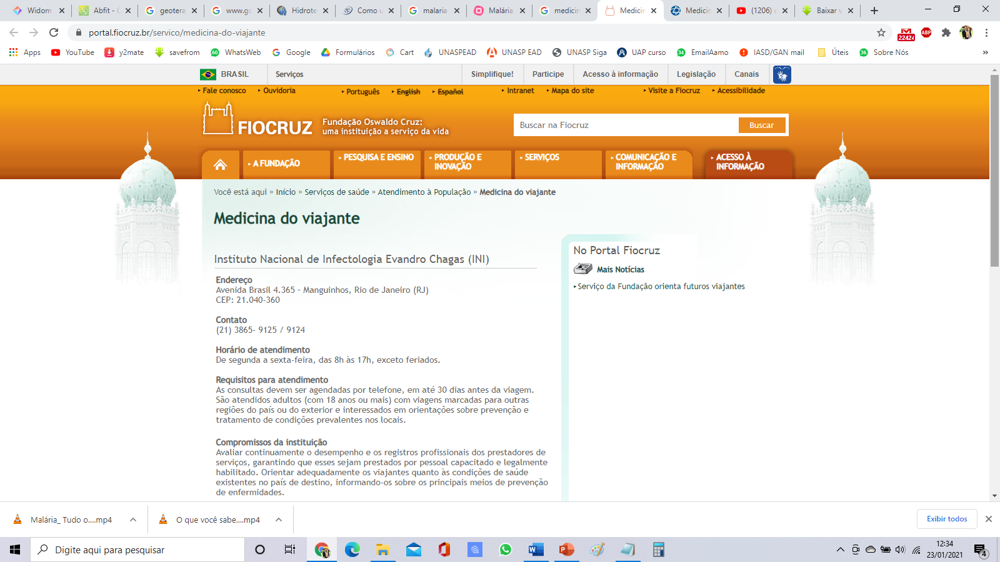 Widom
Abfit - C
geotera
www.gc
Hidrote
Como u
malaria
Malária
medicin
Medicin
Medicin
(1206)
Baixar v
portal.fiocruz.br/servico/medicina-do-viajante
22424
ABP
Apps
YouTube
y2mate
savefrom
60
WhatsWeb
Google
Formulários
Cart
UNASPEAD
UNASP EAD
UNASP Siga
UAP curso
34
EmailAamo
IASD/GAN mail
Úteis
36
Sobre Nós
»
BRASIL
Serviços
Simplifique!
Participe
Acesso à informação
Legislação
Canais
Fale conosco
Ouvidoria
Português
English
Español
Intranet
Mapa do site
Visite a Fiocruz
Acessibilidade
FIOCRUZ
Fundação Oswaldo Cruz:
uma instituição a serviço da vida
Buscar na Fiocruz
Buscar
A FUNDAÇÃO
PESQUISA E ENSINO
PRODUÇÃO E
INOVAÇÃO
SERVIÇOS
COMUNICAÇÃO E
INFORMAÇÃO
ACESSO À
INFORMAÇÃO
Você está aqui » Início » Serviços de saúde » Atendimento à População » Medicina do viajante
Medicina do viajante
Instituto Nacional de Infectologia Evandro Chagas (INI)
Endereço
Avenida Brasil 4.365 - Manguinhos, Rio de Janeiro (RJ)
CEP: 21.040-360
Contato
(21) 3865- 9125 / 9124
Horário de atendimento
De segunda a sexta-feira, das 8h às 17h, exceto feriados.
Requisitos para atendimento
As consultas devem ser agendadas por telefone, em até 30 dias antes da viagem.
São atendidos adultos (com 18 anos ou mais) com viagens marcadas para outras
regiões do país ou do exterior e interessados em orientações sobre prevenção e
tratamento de condições prevalentes nos locais.
Compromissos da instituição
Avaliar continuamente o desempenho e os registros profissionais dos prestadores de
serviços, garantindo que esses sejam prestados por pessoal capacitado e legalmente
habilitado. Orientar adequadamente os viajantes quanto às condições de saúde
existentes no país de destino, informando-os sobre os principais meios de prevenção
de enfermidades.
No Portal Fiocruz
Mais Notícias
Serviço da Fundação orienta futuros viajantes
Malária_ Tudo o....mp4
O que você sabe....mp4
Exibir todos
Digite aqui para pesquisar
12:34
23/01/2021
4